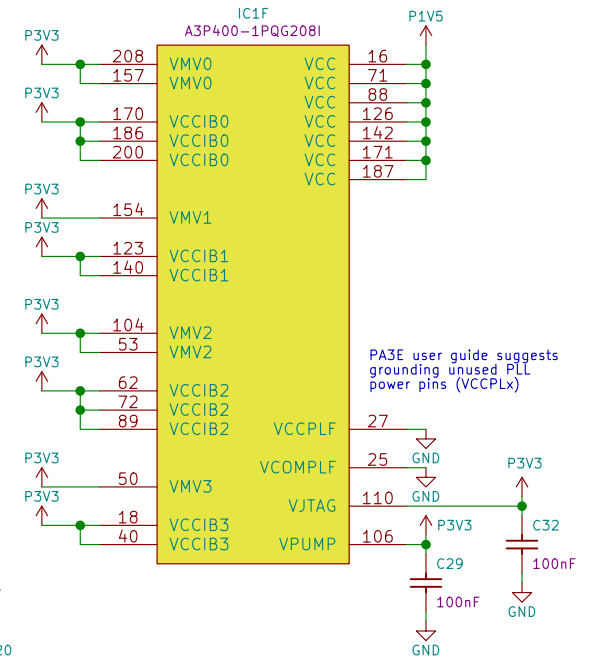 IC1F
A3P400-1PQG208I
P1V5
P3V3
208 VMV0 VCC 16
157 VMV0 VCC 71
P3V3
VCC 88
170 VCCIB0 VCC 126
186 VCCIB0 VCC 142
200 VCCIB0 VCC 171
VCC 187
P3V3
154 VMV1
P3V3
123 VCCIB1
140 VCCIB1
P3V3
104 VMV2
53 VMV2
PA3E user guide suggests
grounding unused PLL
power pins (VCCPLx)
P3V3
62 VCCIB2
72 VCCIB2
89 VCCIB2 VCCPLF 27
GND
P3V3
VCOMPLF 25
GND
P3V3
50 VMV3
P3V3
VJTAG 110
18 VCCIB3
P3V3
C32
40 VCCIB3 VPUMP 106
100nF
C29
100nF
GND
GND
20